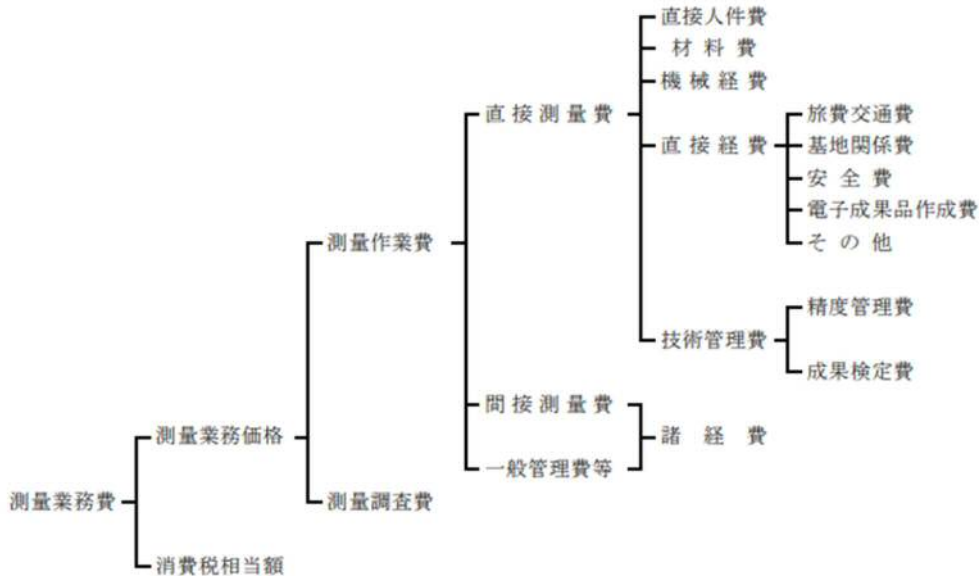 直接人件費
材料費
機械経費
直接測量費
直接経費
旅費交通費
基地関係費
安全費
電子成果品作成費
その他
測量作業費
技術管理費
精度管理費
成果検定費
間接測量費
諸経費
一般管理費等
測量業務価格
測量業務費
測量調査費
消費税相当額